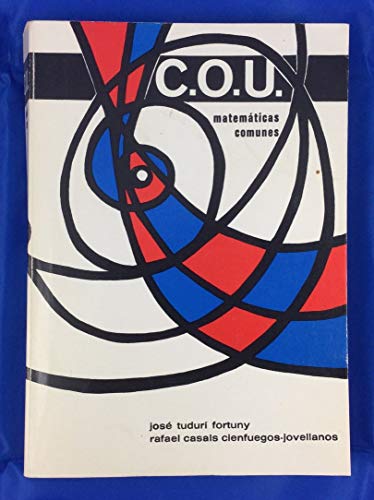 C.O.U.
matemáticas
comunes
josé tudurí fortuny
rafael casals cienfuegos-jovellanos